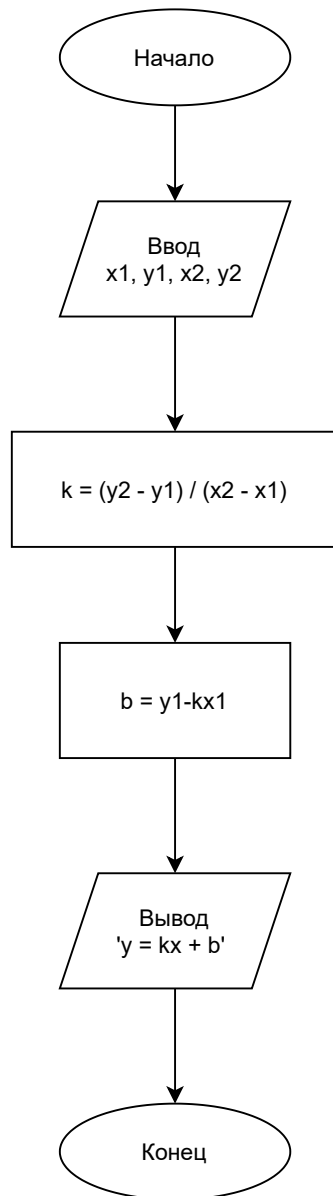 Начало
Ввод
x1, y1, x2, y2
k = (y2 - y1) / (x2 - x1)
b = y1-kx1
Вывод
'y = kx + b'
Конец